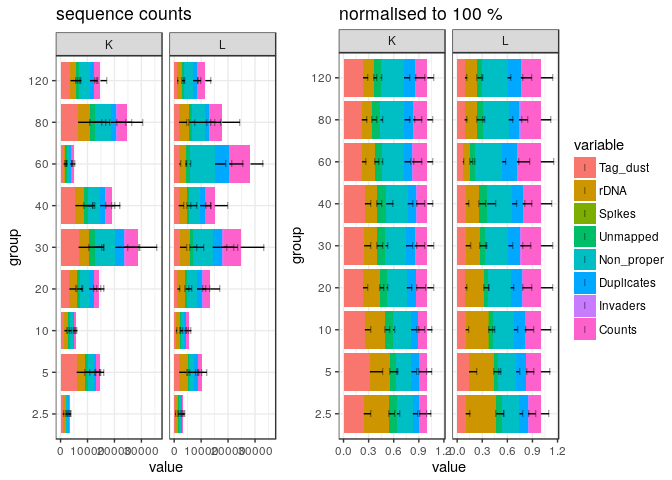 sequence counts
K L
120
80
60
40
30
20
10
5
2.5
group
0 10000 20000 30000 0 10000 20000 30000
value
normalised to 100 %
K L
120
80
60
40
30
20
10
5
2.5
group
0.0 0.3 0.6 0.9 1.2 0.0 0.3 0.6 0.9 1.2
value
variable
Tag_dust
rDNA
Spikes
Unmapped
Non_proper
Duplicates
Invaders
Counts